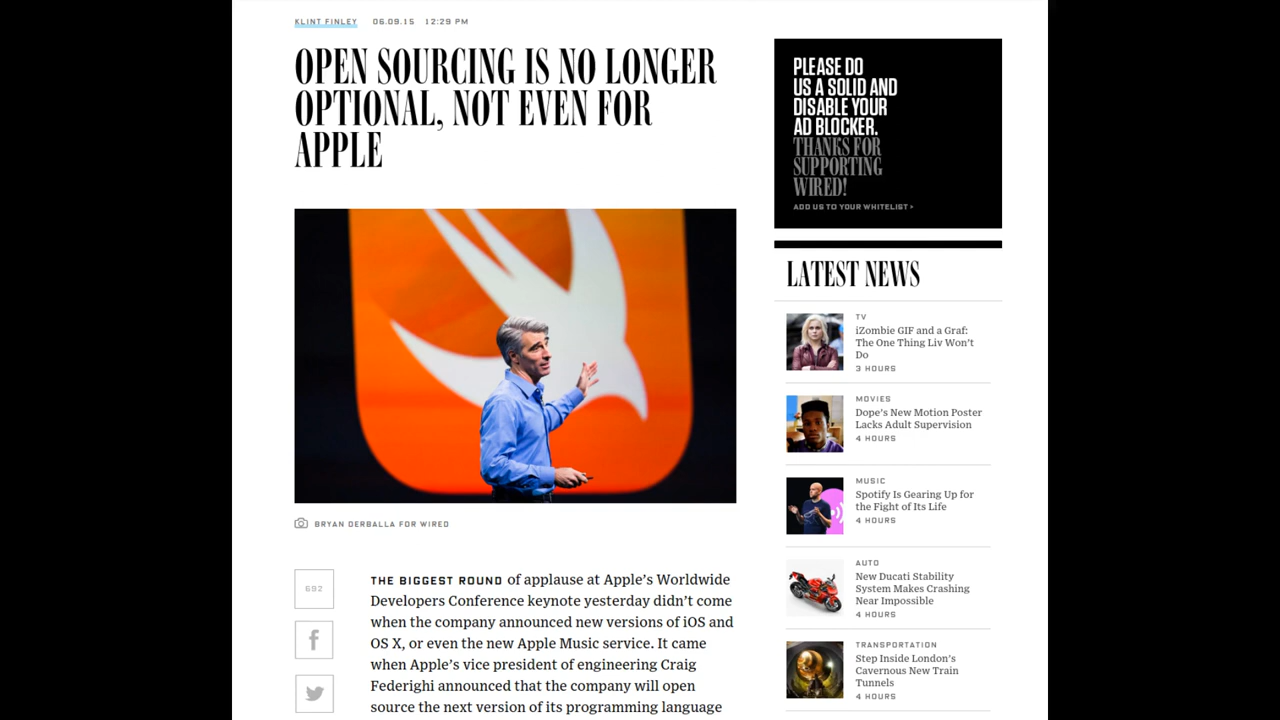 KLINT FINLEY 06.09.15 12:29 PM
OPEN SOURCING IS NO LONGER
OPTIONAL, NOT EVEN FOR
APPLE
BRYAN DERBALLA FOR WIRED
692
THE BIGGEST ROUND of applause at Apple’s Worldwide
Developers Conference keynote yesterday didn’t come
when the company announced new versions of iOS and
OS X, or even the new Apple Music service. It came
when Apple’s vice president of engineering Craig
Federighi announced that the company will open
source the next version of its programming language
PLEASE DO
US A SOLID AND
DISABLE YOUR
AD BLOCKER.
THANKS FOR
SUPPORTING
WIRED!
ADD US TO YOUR WHITELIST >
LATEST NEWS
TV
iZombie GIF and a Graf:
The One Thing Liv Won’t
Do
3 HOURS
MOVIES
Dope’s New Motion Poster
Lacks Adult Supervision
4 HOURS
MUSIC
Spotify Is Gearing Up for
the Fight of Its Life
4 HOURS
AUTO
New Ducati Stability
System Makes Crashing
Near Impossible
4 HOURS
TRANSPORTATION
Step Inside London’s
Cavernous New Train
Tunnels
4 HOURS